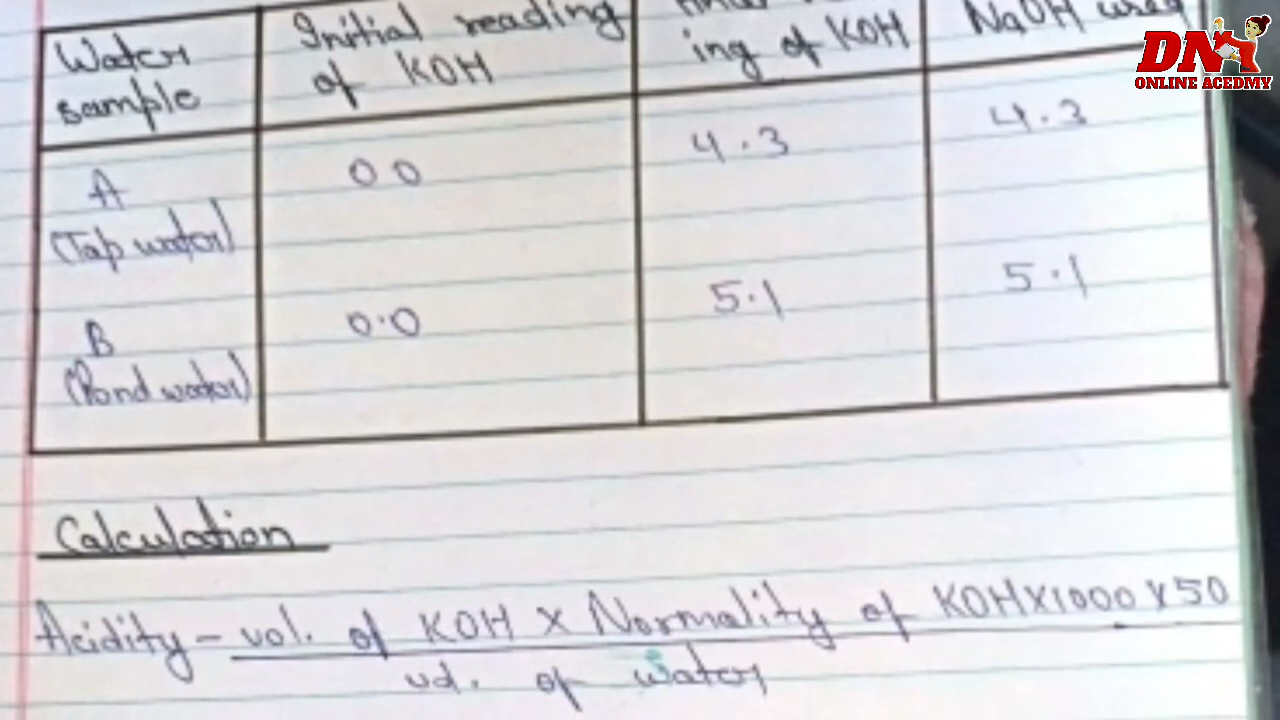 Water sample
Initial reading of KOH
ing of KOH
NaOH used
A (Tap water)
0 0
4.3
4.3
B (Pond water)
0.0
5.1
5.1
Calculation
Acidity - vol. of KOH X Normality of KOH X 1000 X 50
vol. of water
DN
ONLINE ACEDMY